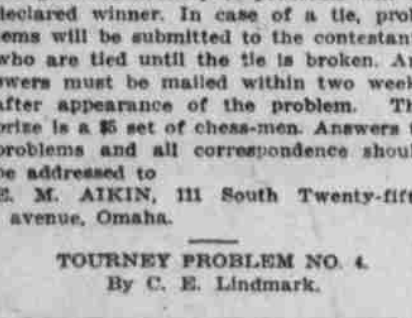 declared winner. In case of a tie, prob
ems will be submitted to the contestan
who are tied until the tie is broken. An
swers must be mailed within two week
after appearance of the problem. Th
prize is a $5 set of chess-men. Answers
problems and all correspondence shoul
be addressed to
E. M. AIKIN, 111 South Twenty-fift
avenue, Omaha.
TOURNEY PROBLEM NO. 4.
By C. E. Lindmark.